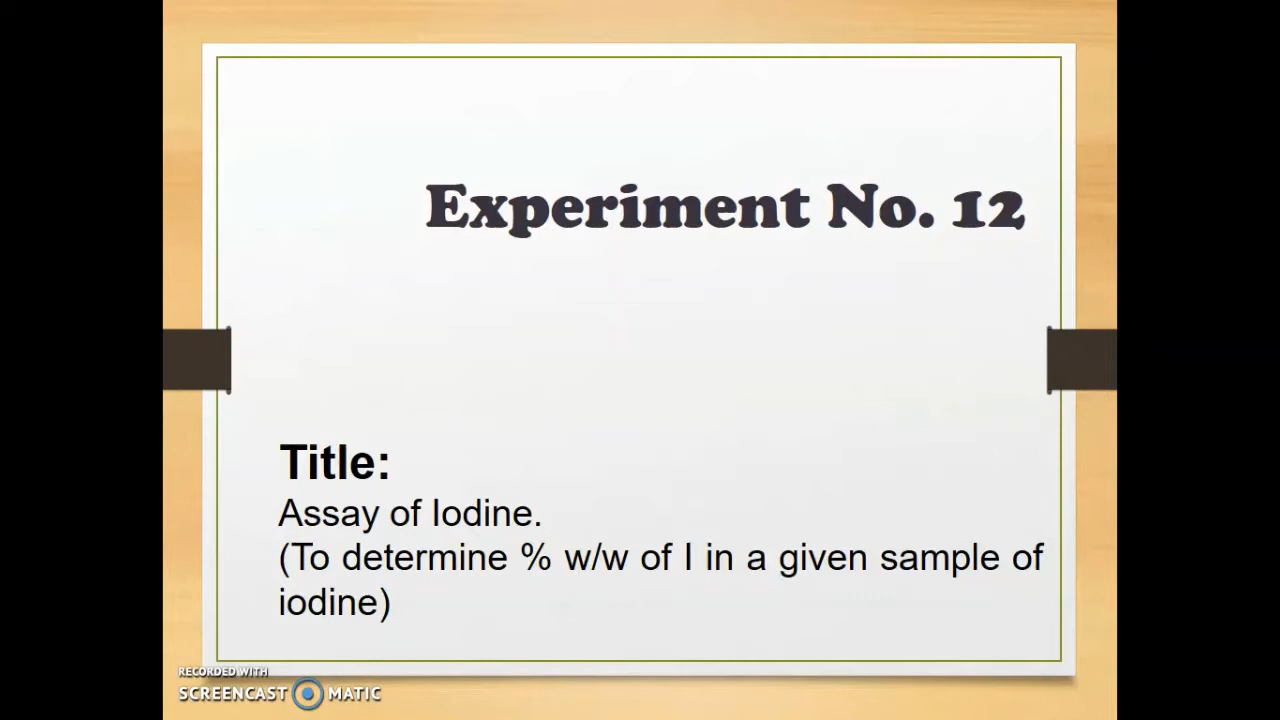 Experiment No. 12
Title:
Assay of Iodine.
(To determine % w/w of I in a given sample of
iodine)
RECORDED WITH
SCREENCAST MATIC